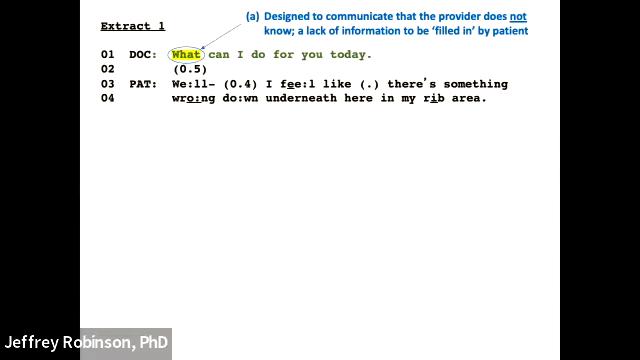 Extract 1
(a) Designed to communicate that the provider does not
know; a lack of information to be ‘filled in’ by patient
01 DOC: What can I do for you today.
02 (0.5)
03 PAT: We:ll- (0.4) I fee:l like (.) there’s something
04 wro:ng do:wn underneath here in my rib area.
Jeffrey Robinson, PhD